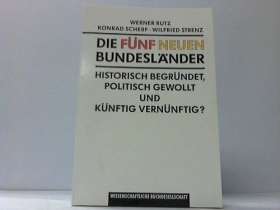 WERNER RUTZ
KONRAD SCHERF · WILFRIED STRENZ
DIE FÜNF NEUEN
BUNDESLÄNDER
HISTORISCH BEGRÜNDET,
POLITISCH GEWOLLT
UND
KÜNFTIG VERNÜNFTIG?
WISSENSCHAFTLICHE BUCHGESELLSCHAFT